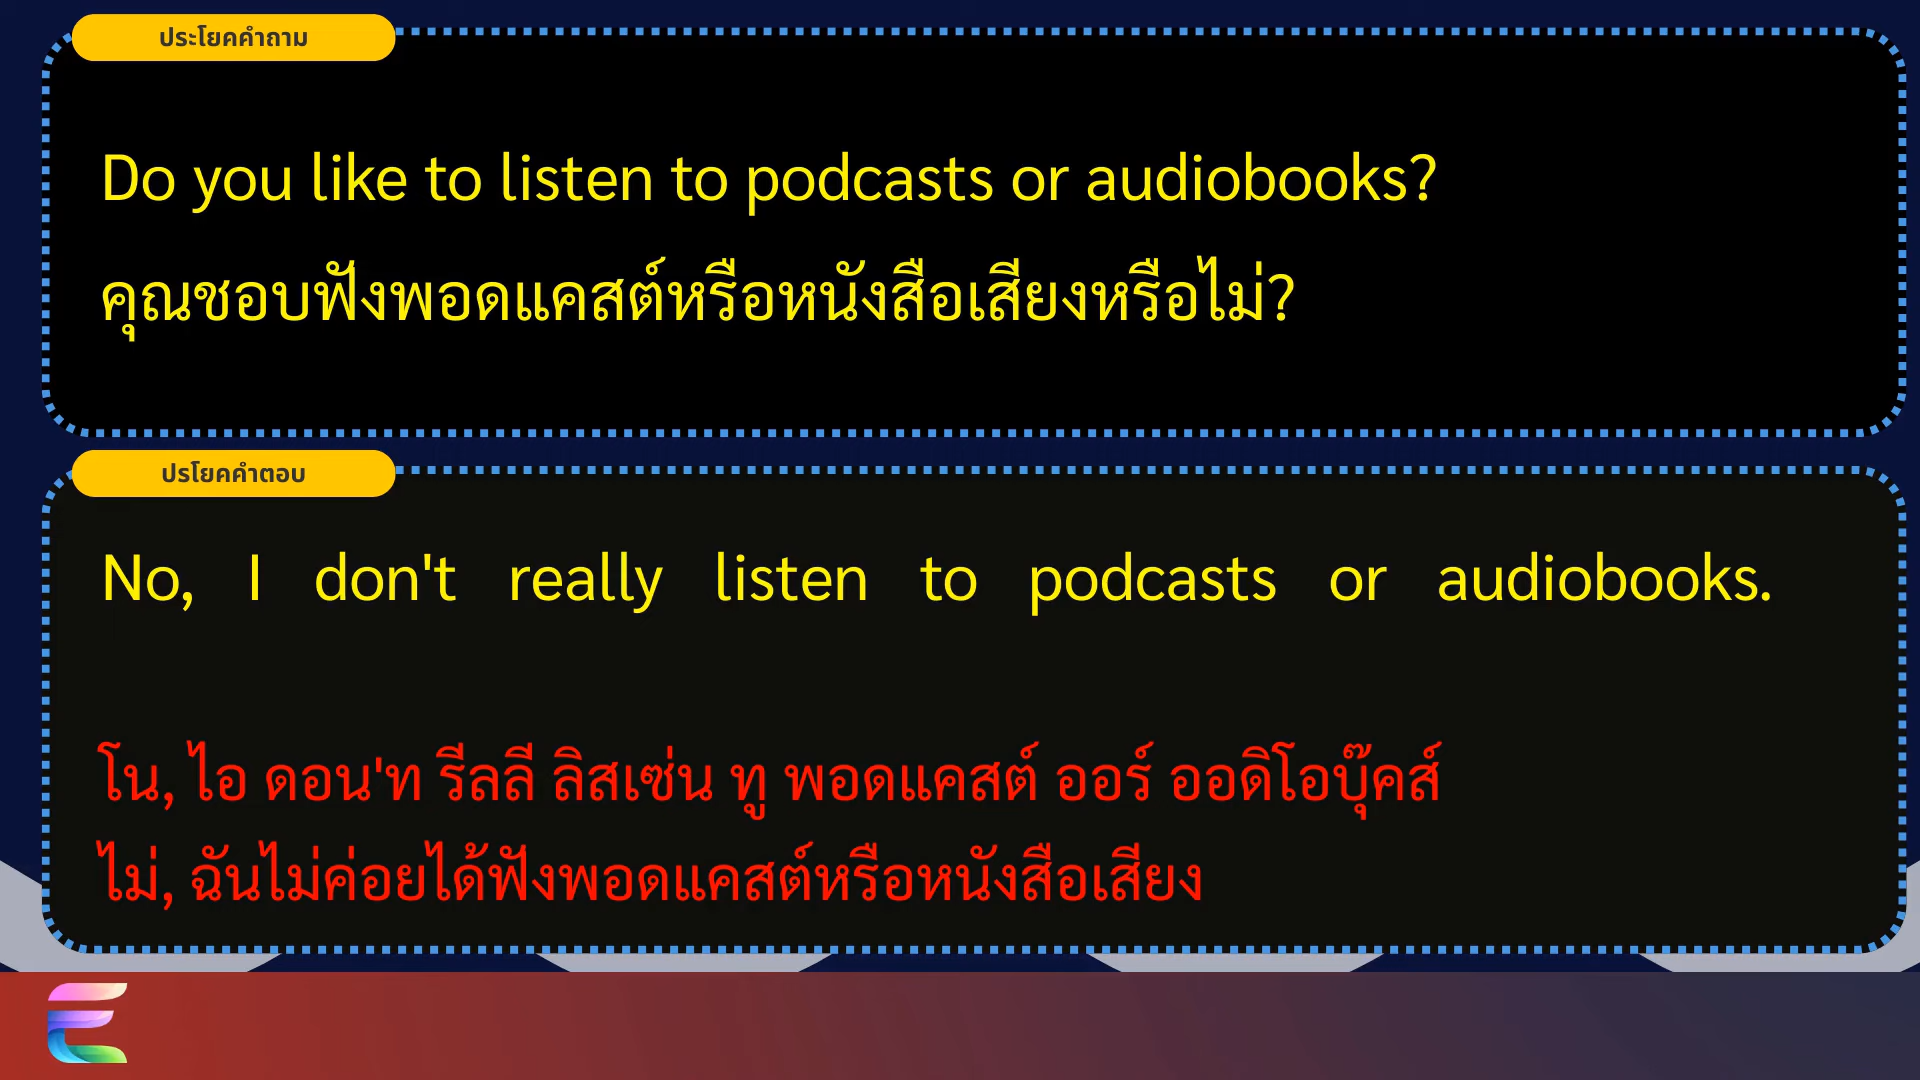 ประโยคคำถาม
Do you like to listen to podcasts or audiobooks?
คุณชอบฟังพอดแคสต์หรือหนังสือเสียงหรือไม่?
ปรโยคคำตอบ
No, I don't really listen to podcasts or audiobooks.
โน, ไอ ดอน'ท รีลลี ลิสเซ่น ทู พอดแคสต์ ออร์ ออดิโอบุ๊คส์
ไม่, ฉันไม่ค่อยได้ฟังพอดแคสต์หรือหนังสือเสียง